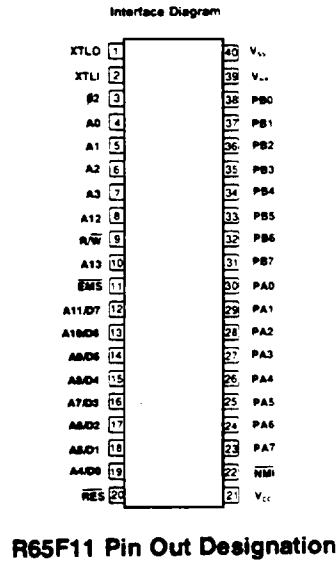 Interface Diagram
XTLO 1
XTLI 2
Ø2 3
A0 4
A1 5
A2 6
A3 7
A12 8
R/W̅ 9
A13 10
E̅M̅S̅ 11
A11/D7 12
A10/D6 13
A9/D5 14
A8/D4 15
A7/D3 16
A6/D2 17
A5/D1 18
A4/D0 19
R̅E̅S̅ 20
40
39
38 PB0
37 PB1
36 PB2
35 PB3
34 PB4
33 PB5
32 PB6
31 PB7
30 PA0
29 PA1
28 PA2
27 PA3
26 PA4
25 PA5
24 PA6
23 PA7
22 N̅M̅I̅
21 Vcc
R65F11 Pin Out Designation